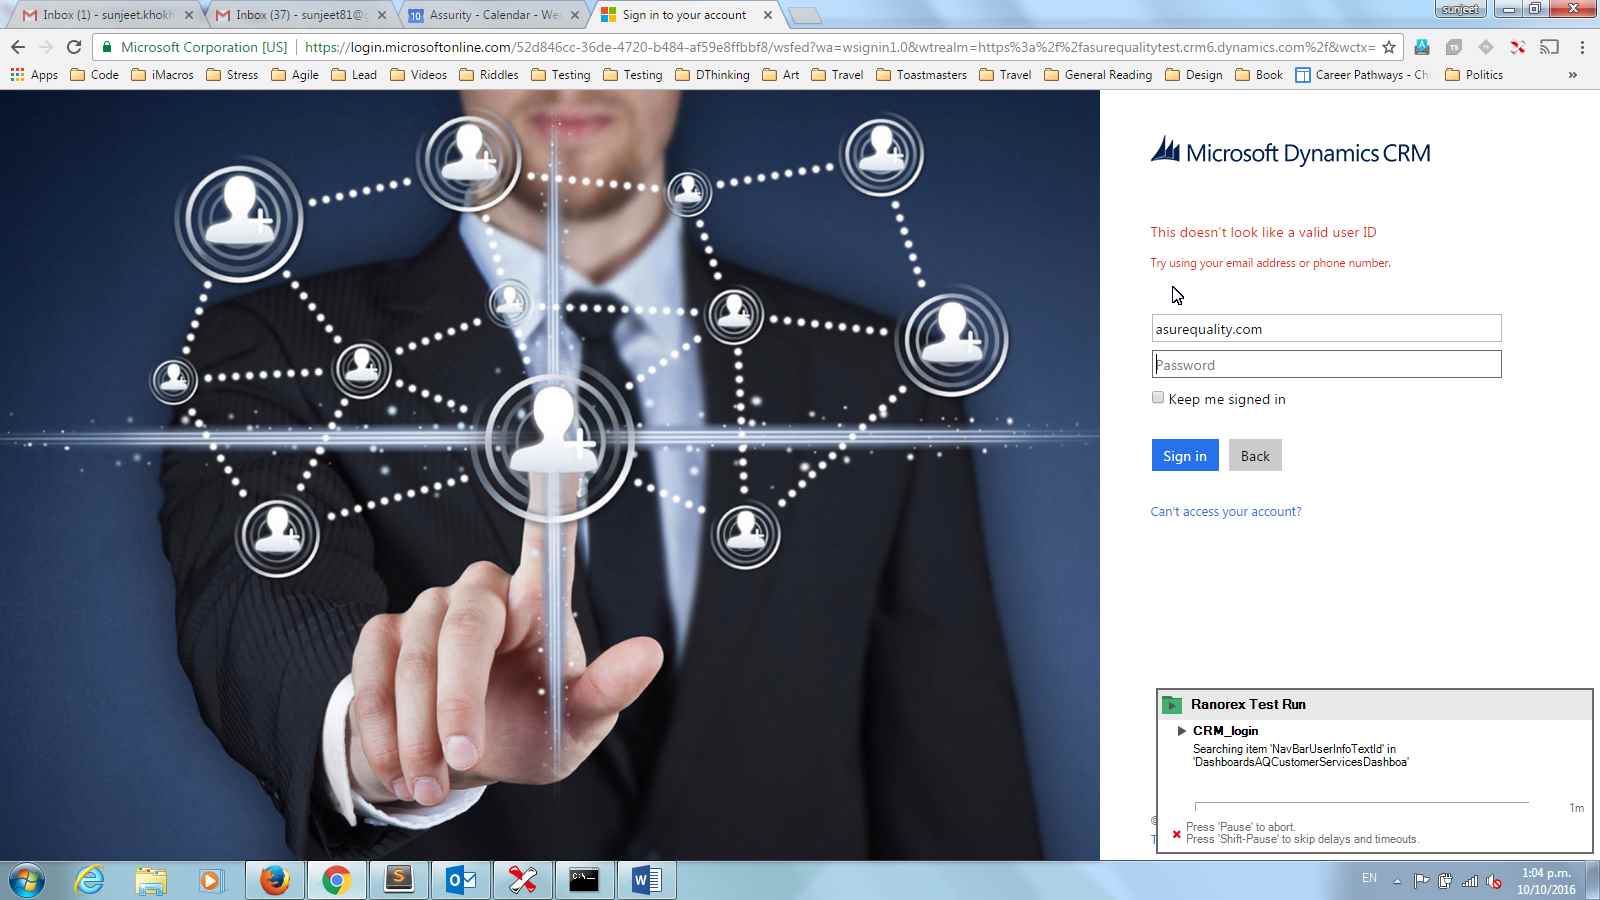 Inbox (1) - sunjeet.khokh
Inbox (37) - sunjeet81@
Assurity - Calendar - We
Sign in to your account
sunjeet
Microsoft Corporation [US]
https://login.microsoftonline.com/52d846cc-36de-4720-b484-af59e8ffbbf8/wsfed?wa=wsignin1.0&wtrealm=https%3a%2f%2fasurequalitytest.crm6.dynamics.com%2f&wctx=
Apps
Code
iMacros
Stress
Agile
Lead
Videos
Riddles
Testing
Testing
DThinking
Art
Travel
Toastmasters
Travel
General Reading
Design
Book
Career Pathways - Ch
Politics
»
Microsoft Dynamics CRM
This doesn't look like a valid user ID
Try using your email address or phone number.
asurequality.com
Password
Keep me signed in
Sign in
Back
Can't access your account?
Ranorex Test Run
CRM_login
Searching item 'NavBarUserInfoTextId' in
'DashboardsAQCustomerServicesDashboa'
1m
Press 'Pause' to abort.
Press 'Shift-Pause' to skip delays and timeouts.
EN
1:04 p.m.
10/10/2016